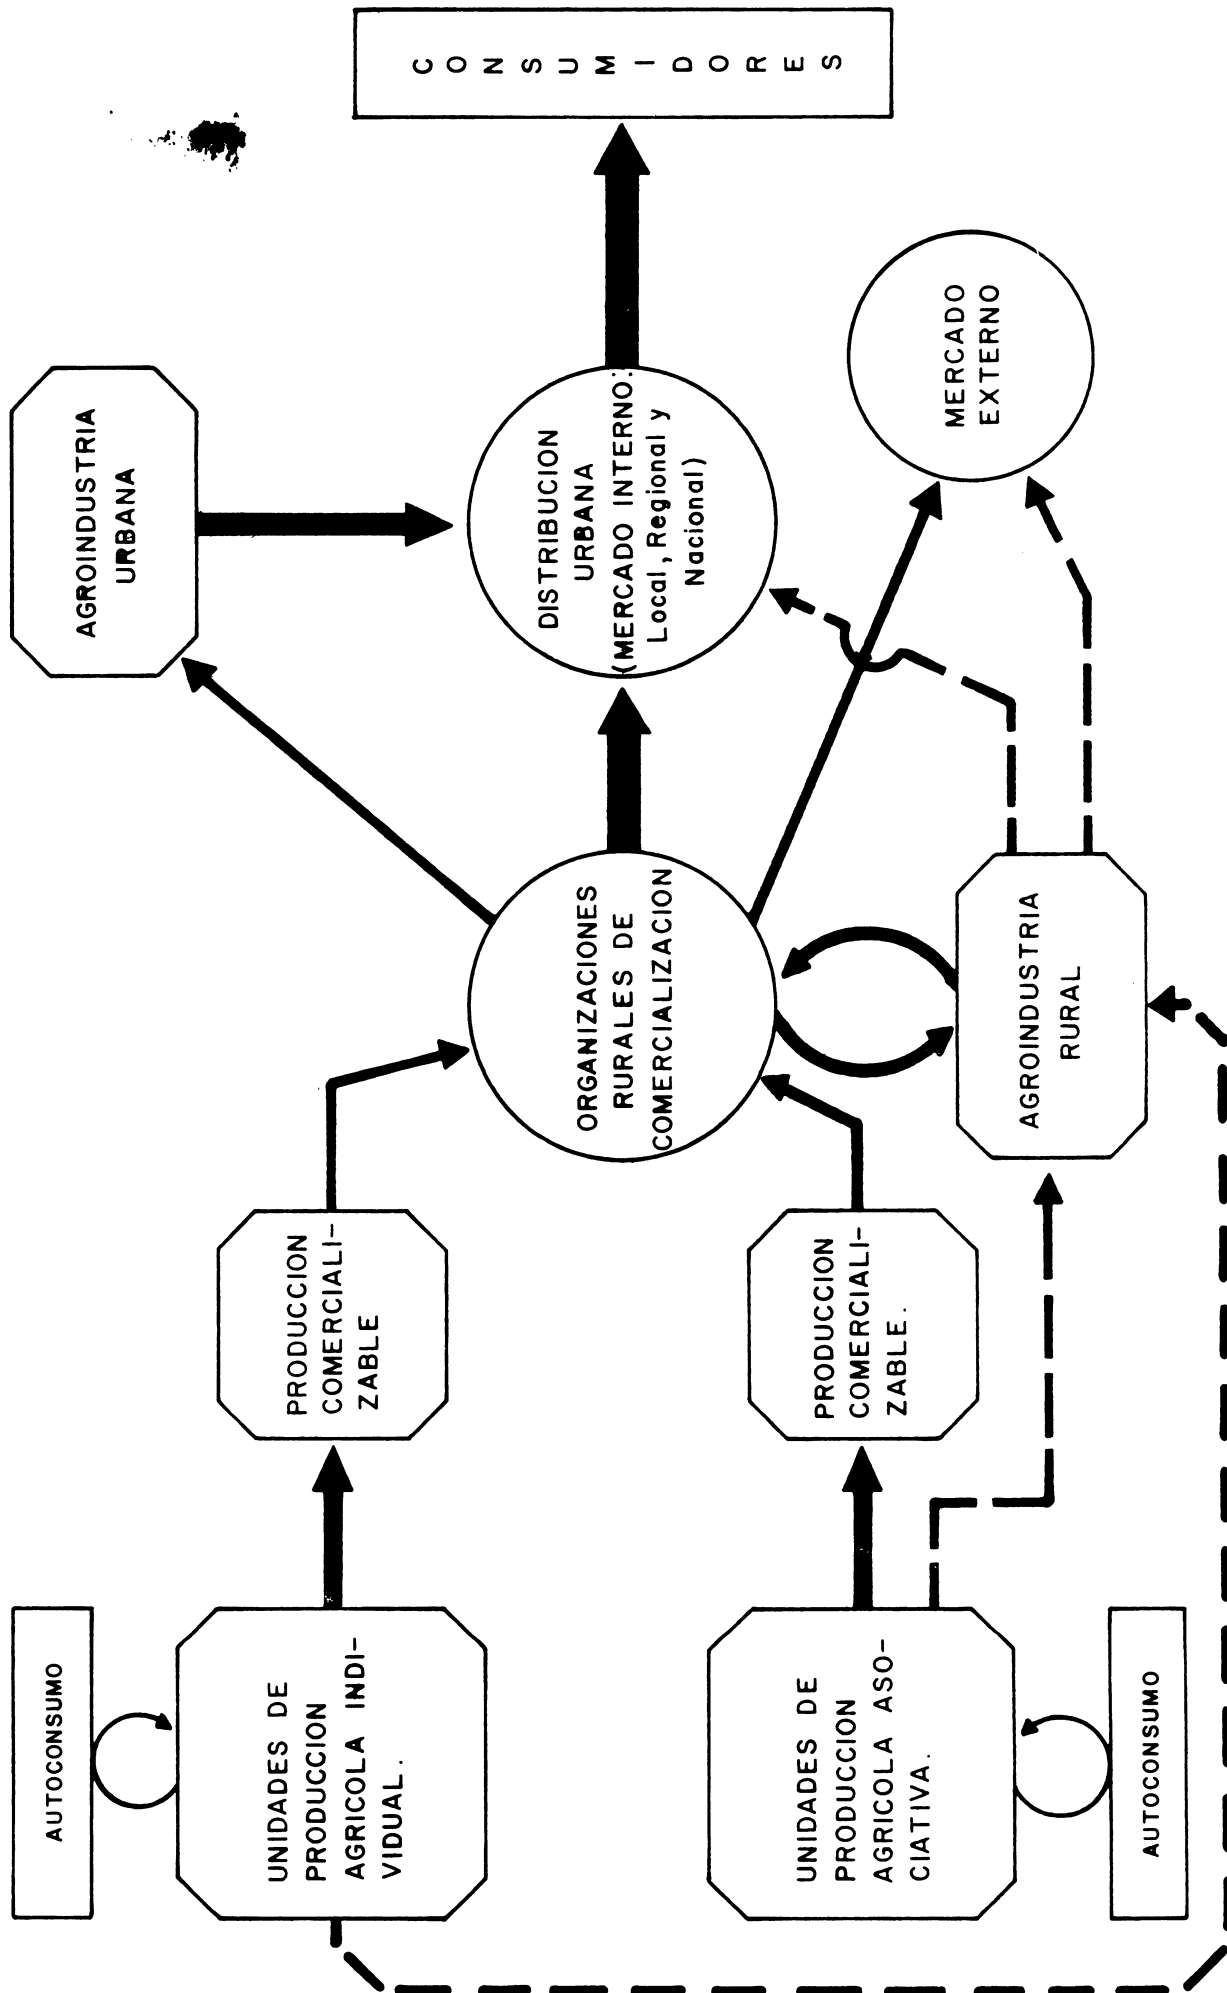 AUTOCONSUMO
UNIDADES DE
PRODUCCION
AGRICOLA INDI-
VIDUAL.
PRODUCCION
COMERCIALI-
ZABLE
AGROINDUSTRIA
URBANA
UNIDADES DE
PRODUCCION
AGRICOLA ASO-
CIATIVA.
AUTOCONSUMO
PRODUCCION
COMERCIALI-
ZABLE.
ORGANIZACIONES
RURALES DE
COMERCIALIZACION
AGROINDUSTRIA
RURAL
DISTRIBUCION
URBANA
(MERCADO INTERNO:
Local, Regional y
Nacional)
MERCADO
EXTERNO
CONSUMIDORES